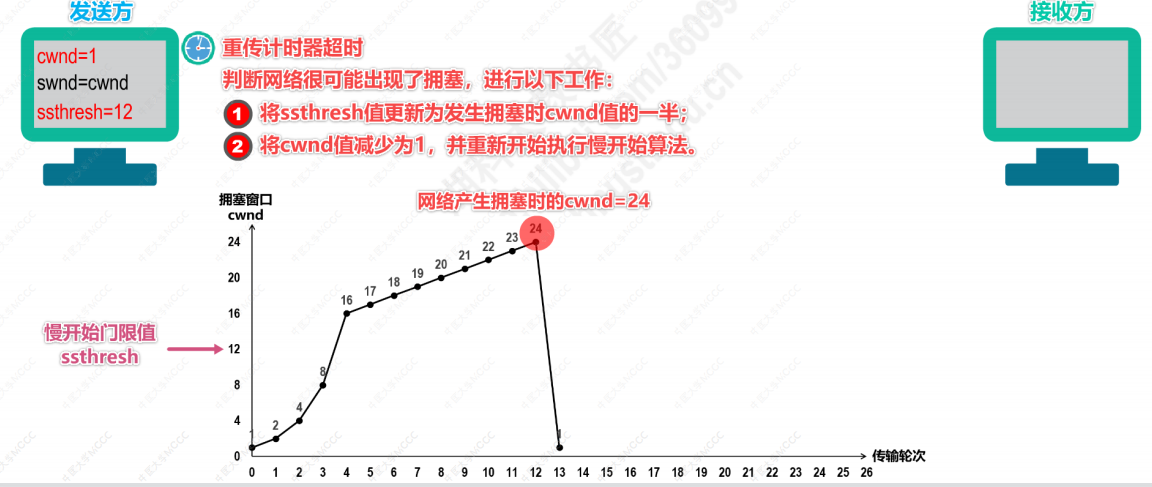 发送方
接收方
cwnd=1
swnd=cwnd
ssthresh=12
重传计时器超时
判断网络很可能出现了拥塞，进行以下工作：
1 将ssthresh值更新为发生拥塞时cwnd值的一半；
2 将cwnd值减少为1，并重新开始执行慢开始算法。
拥塞窗口
cwnd
网络产生拥塞时的cwnd=24
24
20
16
12
8
4
0
1
2
4
8
16
17
18
19
20
21
22
23
24
1
慢开始门限值
ssthresh
0 1 2 3 4 5 6 7 8 9 10 11 12 13 14 15 16 17 18 19 20 21 22 23 24 25 26
传输轮次